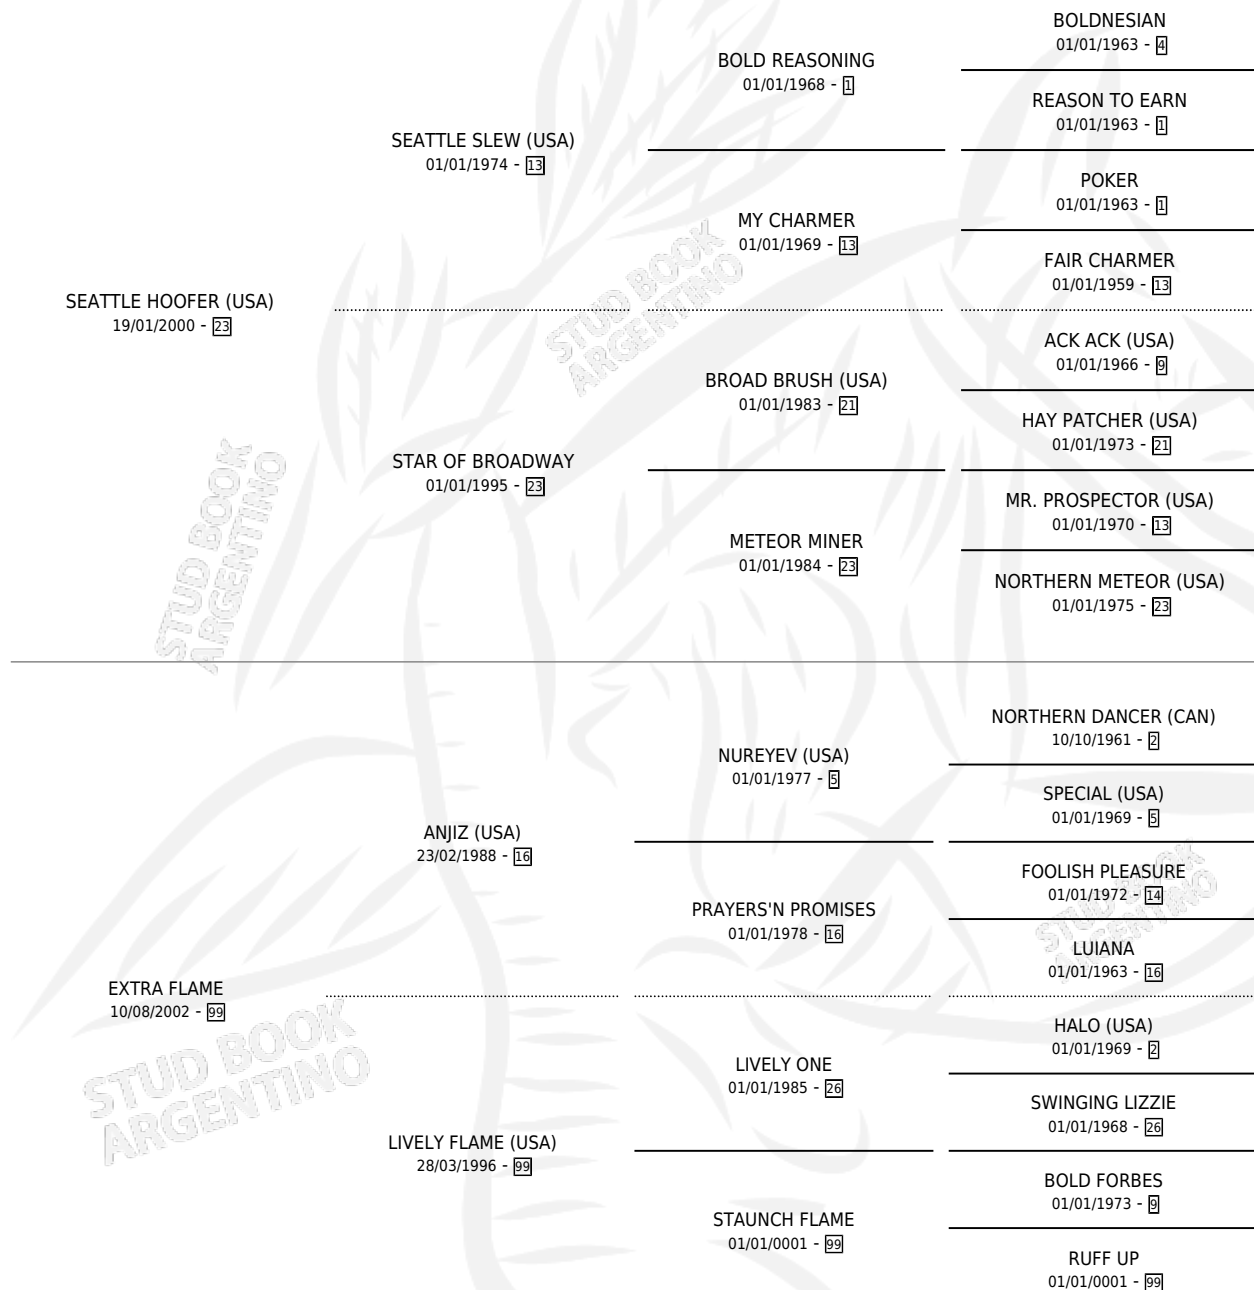 BOLDNESIAN
01/01/1963 - 4
BOLD REASONING
01/01/1968 - 1
REASON TO EARN
01/01/1963 - 1
SEATTLE SLEW (USA)
01/01/1974 - 13
POKER
01/01/1963 - 1
MY CHARMER
01/01/1969 - 13
FAIR CHARMER
01/01/1959 - 13
SEATTLE HOOFER (USA)
19/01/2000 - 23
STUD BOOK
ARGENTINO
ACK ACK (USA)
01/01/1966 - 9
BROAD BRUSH (USA)
01/01/1983 - 21
HAY PATCHER (USA)
01/01/1973 - 21
STAR OF BROADWAY
01/01/1995 - 23
MR. PROSPECTOR (USA)
01/01/1970 - 13
METEOR MINER
01/01/1984 - 23
NORTHERN METEOR (USA)
01/01/1975 - 23
STUD BOOK
ARGENTINO
NORTHERN DANCER (CAN)
10/10/1961 - 2
NUREYEV (USA)
01/01/1977 - 5
SPECIAL (USA)
01/01/1969 - 5
ANJIZ (USA)
23/02/1988 - 16
FOOLISH PLEASURE
01/01/1972 - 14
PRAYERS'N PROMISES
01/01/1978 - 16
LUIANA
01/01/1963 - 16
STUD BOOK
ARGENTINO
EXTRA FLAME
10/08/2002 - 99
HALO (USA)
01/01/1969 - 2
LIVELY ONE
01/01/1985 - 26
SWINGING LIZZIE
01/01/1968 - 26
STUD BOOK
ARGENTINO
LIVELY FLAME (USA)
28/03/1996 - 99
BOLD FORBES
01/01/1973 - 9
STAUNCH FLAME
01/01/0001 - 99
RUFF UP
01/01/0001 - 99